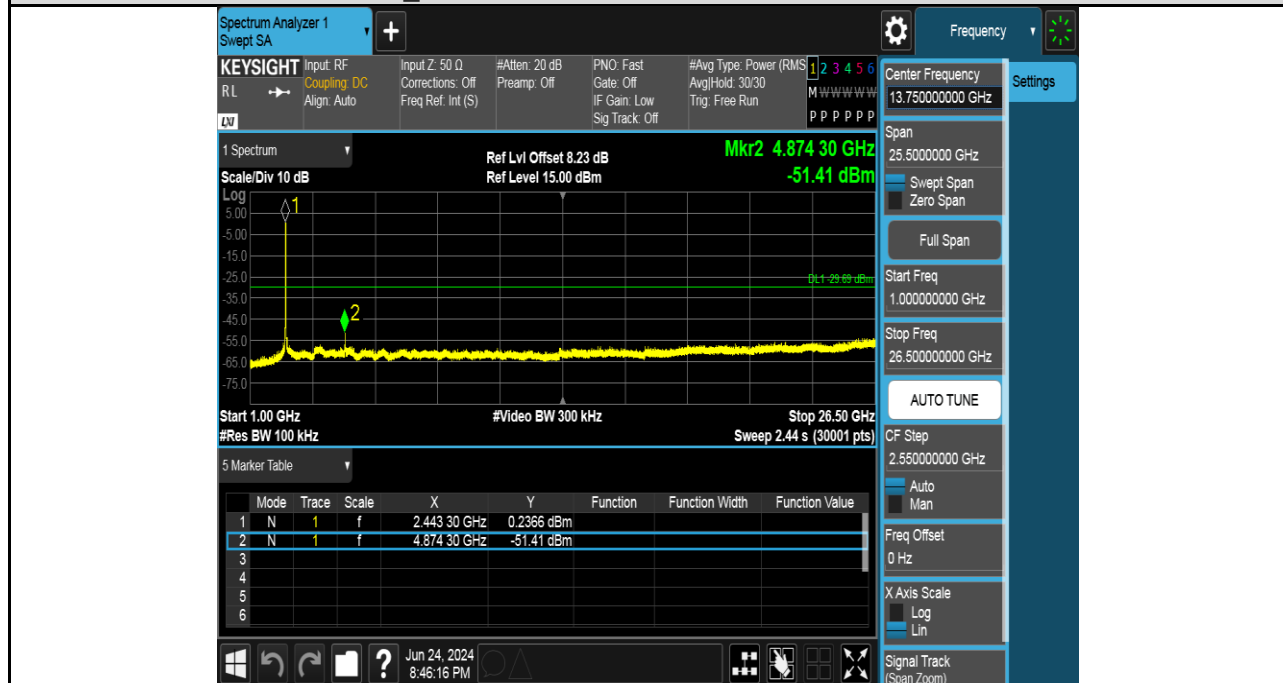 Spectrum Analyzer 1
Swept SA
Frequency
KEYSIGHT
RL
LXI
Input: RF
Coupling: DC
Align: Auto
Input Z: 50 Ω
Corrections: Off
Freq Ref: Int (S)
#Atten: 20 dB
Preamp: Off
PNO: Fast
Gate: Off
IF Gain: Low
Sig Track: Off
#Avg Type: Power (RMS
Avg|Hold: 30/30
Trig: Free Run
1 2 3 4 5 6
M W W W W W
P P P P P P
1 Spectrum
Scale/Div 10 dB
Ref Lvl Offset 8.23 dB
Ref Level 15.00 dBm
Mkr2 4.874 30 GHz
-51.41 dBm
Log
5.00
-5.00
-15.0
-25.0
-35.0
-45.0
-55.0
-65.0
-75.0
1
2
DL1 -29.69 dBm
Start 1.00 GHz
#Video BW 300 kHz
Stop 26.50 GHz
#Res BW 100 kHz
Sweep 2.44 s (30001 pts)
5 Marker Table
Mode Trace Scale X Y Function Function Width Function Value
1 N 1 f 2.443 30 GHz 0.2366 dBm
2 N 1 f 4.874 30 GHz -51.41 dBm
3
4
5
6
?
Jun 24, 2024
8:46:16 PM
Center Frequency
13.750000000 GHz
Settings
Span
25.5000000 GHz
Swept Span
Zero Span
Full Span
Start Freq
1.000000000 GHz
Stop Freq
26.500000000 GHz
AUTO TUNE
CF Step
2.550000000 GHz
Auto
Man
Freq Offset
0 Hz
X Axis Scale
Log
Lin
Signal Track
(Span Zoom)